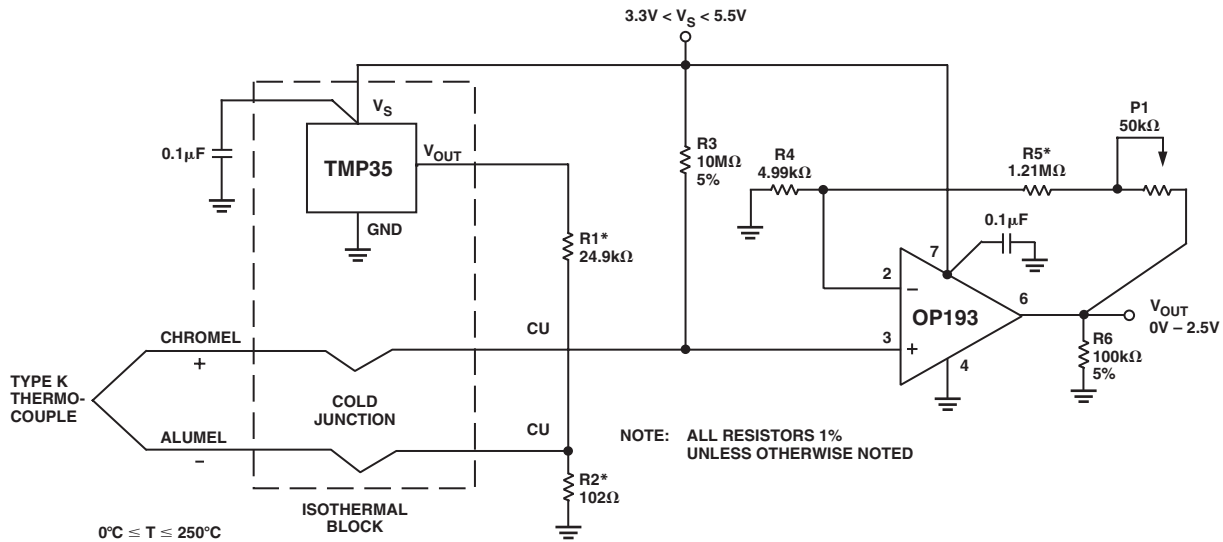 3.3V < VS < 5.5V
VS
0.1μF
TMP35
VOUT
GND
R1*
24.9kΩ
R3
10MΩ
5%
R4
4.99kΩ
R5*
1.21MΩ
P1
50kΩ
0.1μF
7
2
−
OP193
6
3
+
4
VOUT
0V – 2.5V
R6
100kΩ
5%
CHROMEL
+
CU
TYPE K
THERMO-
COUPLE
COLD
JUNCTION
ALUMEL
−
CU
NOTE: ALL RESISTORS 1%
UNLESS OTHERWISE NOTED
R2*
102Ω
ISOTHERMAL
BLOCK
0°C ≤ T ≤ 250°C